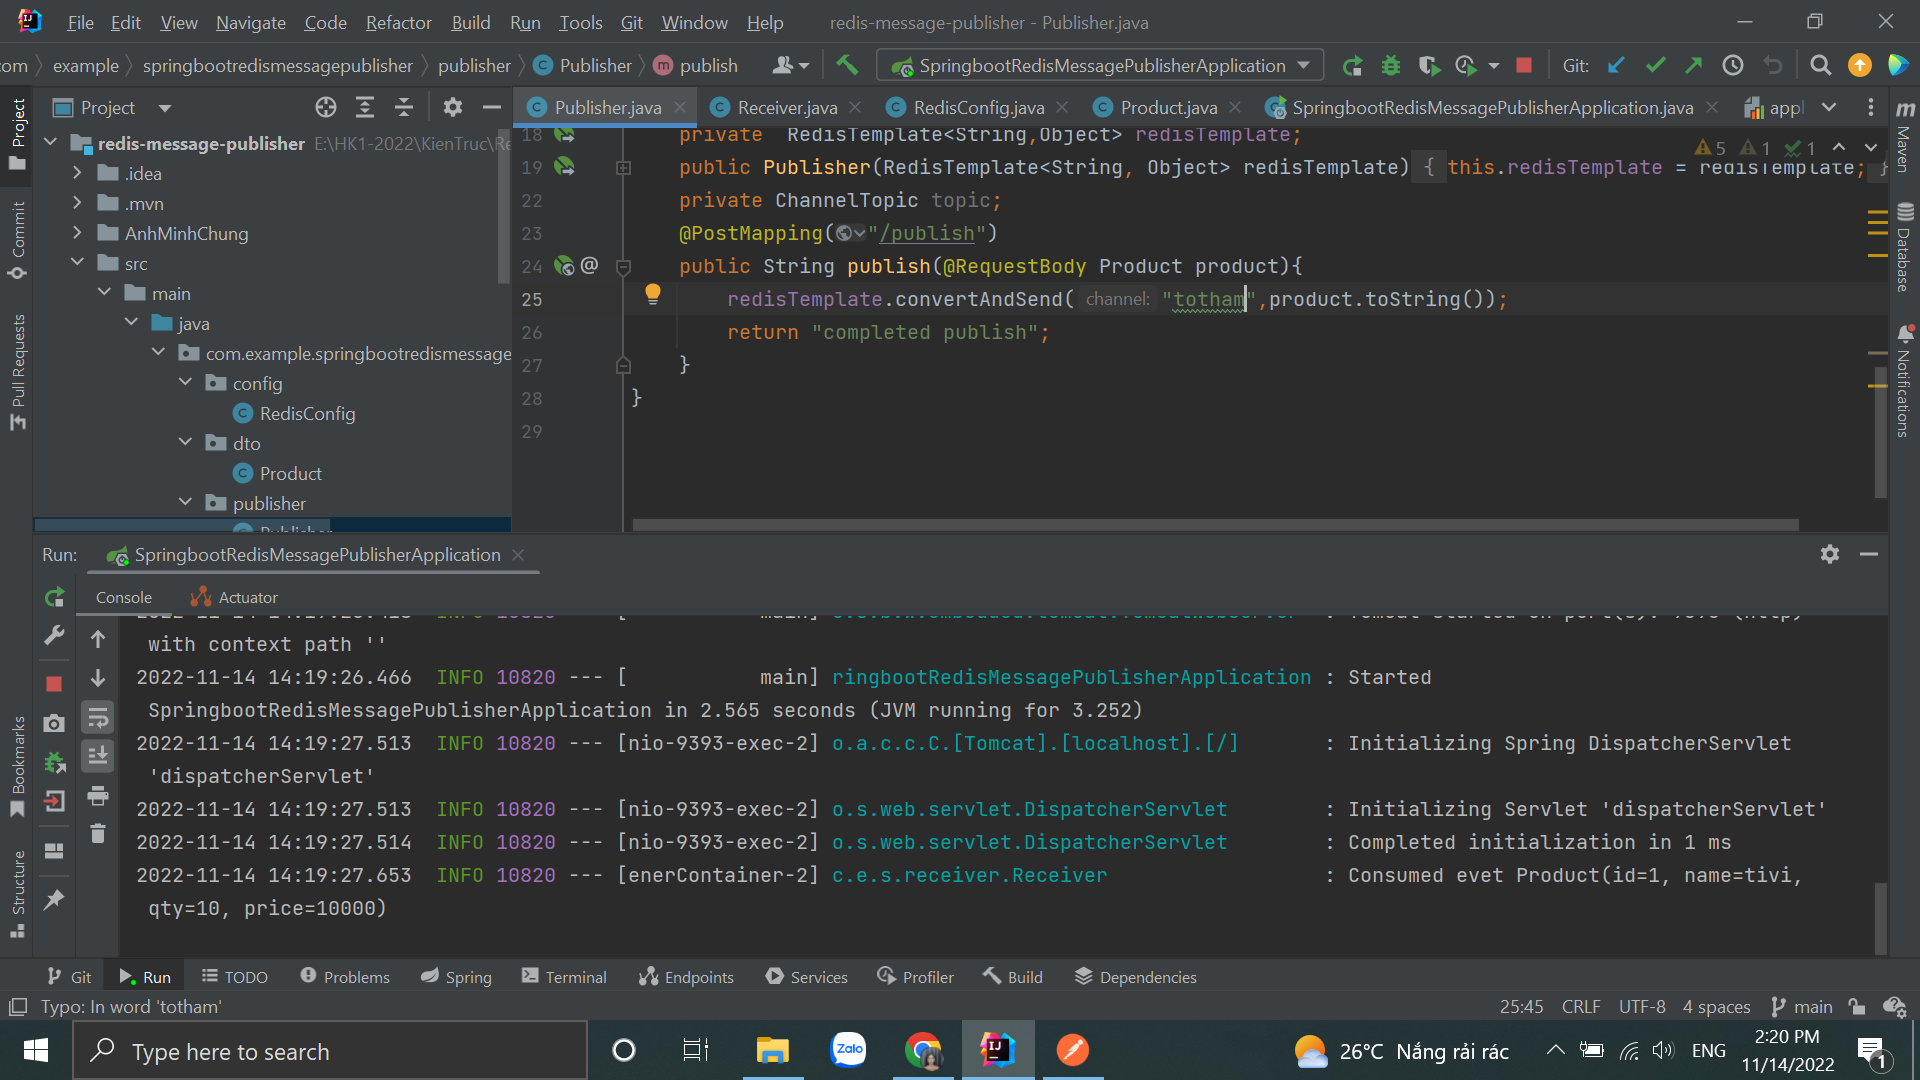 File Edit View Navigate Code Refactor Build Run Tools Git Window Help redis-message-publisher - Publisher.java
om example springbootredismessagepublisher publisher Publisher publish SpringbootRedisMessagePublisherApplication Git:
Project Publisher.java Receiver.java RedisConfig.java Product.java SpringbootRedisMessagePublisherApplication.java appl
redis-message-publisher E:\HK1-2022\KienTruc\Re
.idea
.mvn
AnhMinhChung
src
main
java
com.example.springbootredismessage
config
RedisConfig
dto
Product
publisher
Publisher
18 private RedisTemplate<String,Object> redisTemplate;
5 1 1
19 public Publisher(RedisTemplate<String, Object> redisTemplate) { this.redisTemplate = redisTemplate; }
22 private ChannelTopic topic;
23 @PostMapping("/publish")
24 @ public String publish(@RequestBody Product product){
25 redisTemplate.convertAndSend( channel: "totham",product.toString());
26 return "completed publish";
27 }
28 }
29
Project
Commit
Pull Requests
Bookmarks
Structure
Maven
Database
Notifications
Run: SpringbootRedisMessagePublisherApplication
Console Actuator
with context path ''
2022-11-14 14:19:26.466 INFO 10820 --- [ main] ringbootRedisMessagePublisherApplication : Started
SpringbootRedisMessagePublisherApplication in 2.565 seconds (JVM running for 3.252)
2022-11-14 14:19:27.513 INFO 10820 --- [nio-9393-exec-2] o.a.c.c.C.[Tomcat].[localhost].[/] : Initializing Spring DispatcherServlet
'dispatcherServlet'
2022-11-14 14:19:27.513 INFO 10820 --- [nio-9393-exec-2] o.s.web.servlet.DispatcherServlet : Initializing Servlet 'dispatcherServlet'
2022-11-14 14:19:27.514 INFO 10820 --- [nio-9393-exec-2] o.s.web.servlet.DispatcherServlet : Completed initialization in 1 ms
2022-11-14 14:19:27.653 INFO 10820 --- [enerContainer-2] c.e.s.receiver.Receiver : Consumed evet Product(id=1, name=tivi,
qty=10, price=10000)
Git Run TODO Problems Spring Terminal Endpoints Services Profiler Build Dependencies
Typo: In word 'totham' 25:45 CRLF UTF-8 4 spaces main
Type here to search Zalo 26°C Nắng rải rác ENG 2:20 PM
11/14/2022 1